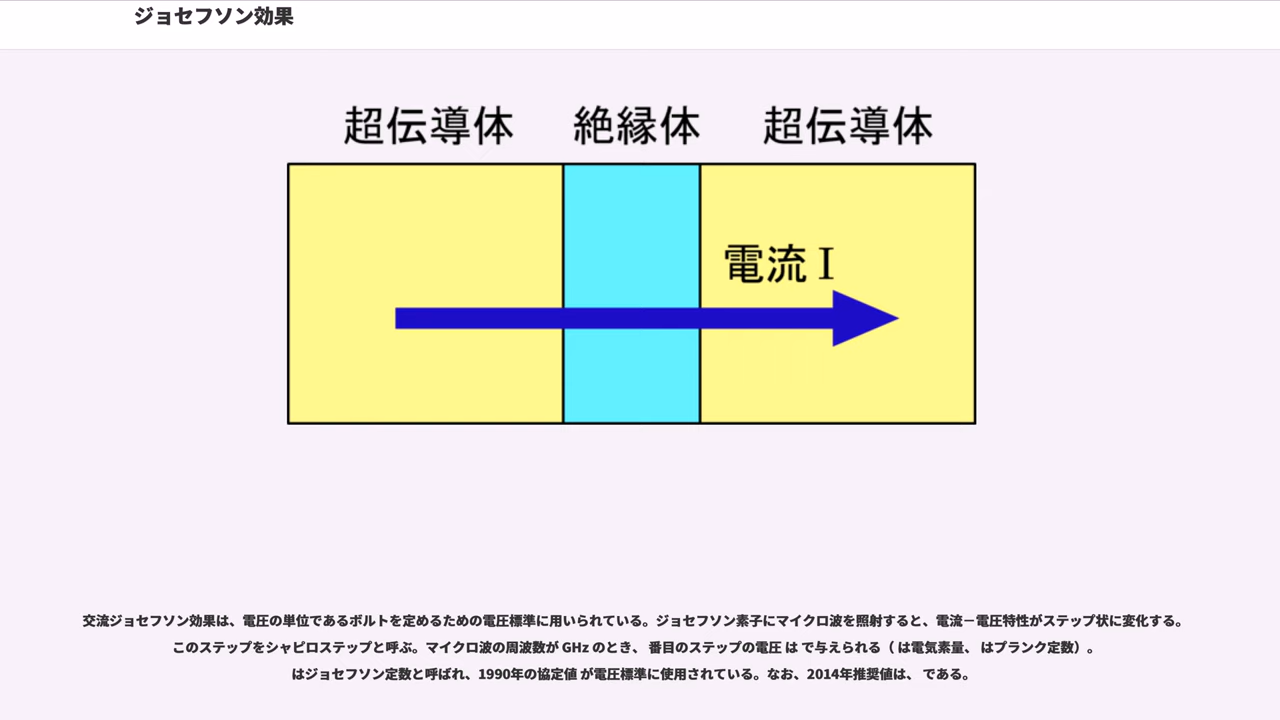 ジョセフソン効果
超伝導体 絶縁体 超伝導体
電流 I
交流ジョセフソン効果は、電圧の単位であるボルトを定めるための電圧標準に用いられている。ジョセフソン素子にマイクロ波を照射すると、電流－電圧特性がステップ状に変化する。
このステップをシャピロステップと呼ぶ。マイクロ波の周波数が GHz のとき、 番目のステップの電圧 は で与えられる（ は電気素量、 はプランク定数）。
はジョセフソン定数と呼ばれ、1990年の協定値 が電圧標準に使用されている。なお、2014年推奨値は、 である。